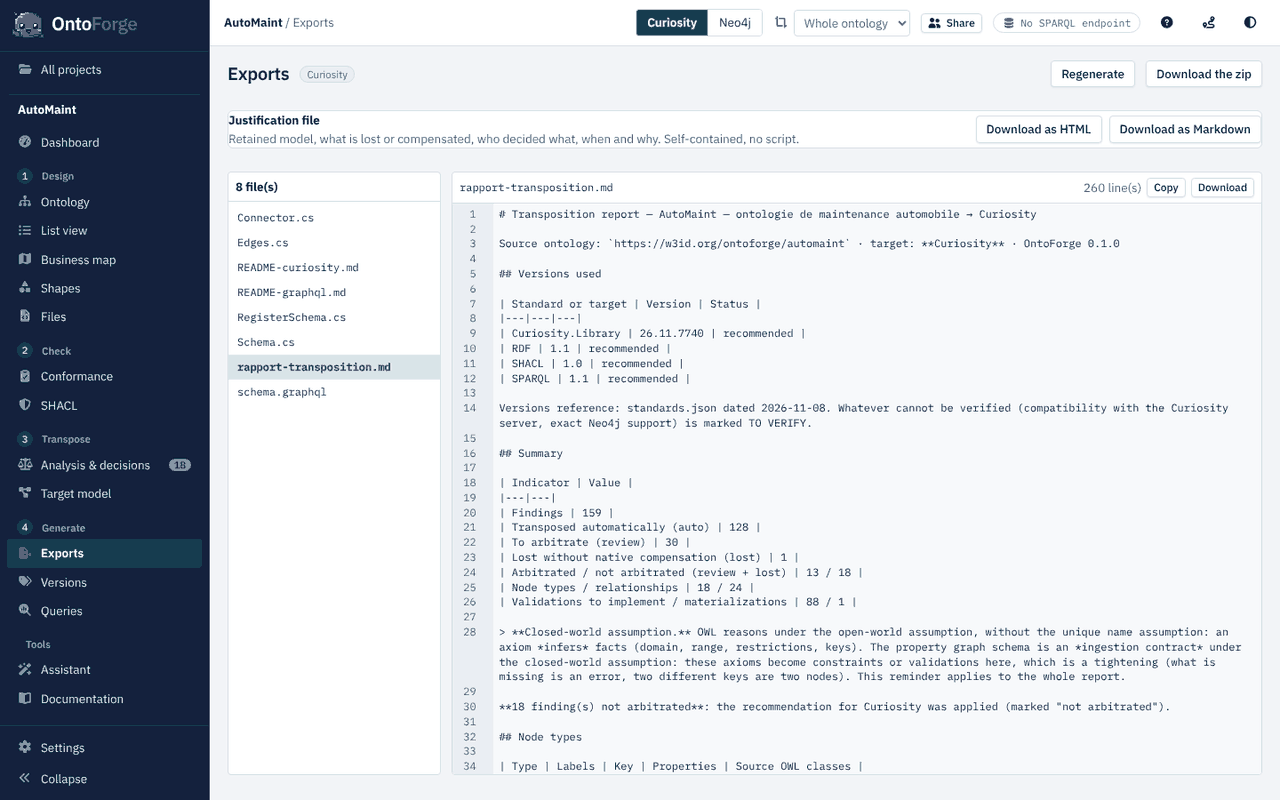 OntoForge
All projects
AutoMaint
Dashboard
1 Design
Ontology
List view
Business map
Shapes
Files
2 Check
Conformance
SHACL
3 Transpose
Analysis & decisions 18
Target model
4 Generate
Exports
Versions
Queries
Tools
Assistant
Documentation
Settings
Collapse
AutoMaint / Exports
Curiosity Neo4j Whole ontology Share No SPARQL endpoint
Exports Curiosity Regenerate Download the zip
Justification file
Retained model, what is lost or compensated, who decided what, when and why. Self-contained, no script.
Download as HTML Download as Markdown
8 file(s)
Connector.cs
Edges.cs
README-curiosity.md
README-graphql.md
RegisterSchema.cs
Schema.cs
rapport-transposition.md
schema.graphql
rapport-transposition.md 260 line(s) Copy Download
1 # Transposition report — AutoMaint — ontologie de maintenance automobile → Curiosity
2
3 Source ontology: `https://w3id.org/ontoforge/automaint` · target: **Curiosity** · OntoForge 0.1.0
4
5 ## Versions used
6
7 | Standard or target | Version | Status |
8 |---|---|---|
9 | Curiosity.Library | 26.11.7740 | recommended |
10 | RDF | 1.1 | recommended |
11 | SHACL | 1.0 | recommended |
12 | SPARQL | 1.1 | recommended |
13
14 Versions reference: standards.json dated 2026-11-08. Whatever cannot be verified (compatibility with the Curiosity
server, exact Neo4j support) is marked TO VERIFY.
15
16 ## Summary
17
18 | Indicator | Value |
19 |---|---|
20 | Findings | 159 |
21 | Transposed automatically (auto) | 128 |
22 | To arbitrate (review) | 30 |
23 | Lost without native compensation (lost) | 1 |
24 | Arbitrated / not arbitrated (review + lost) | 13 / 18 |
25 | Node types / relationships | 18 / 24 |
26 | Validations to implement / materializations | 88 / 1 |
27
28 > **Closed-world assumption.** OWL reasons under the open-world assumption, without the unique name assumption: an
axiom *infers* facts (domain, range, restrictions, keys). The property graph schema is an *ingestion contract* under
the closed-world assumption: these axioms become constraints or validations here, which is a tightening (what is
missing is an error, two different keys are two nodes). This reminder applies to the whole report.
29
30 **18 finding(s) not arbitrated**: the recommendation for Curiosity was applied (marked "not arbitrated").
31
32 ## Node types
33
34 | Type | Labels | Key | Properties | Source OWL classes |